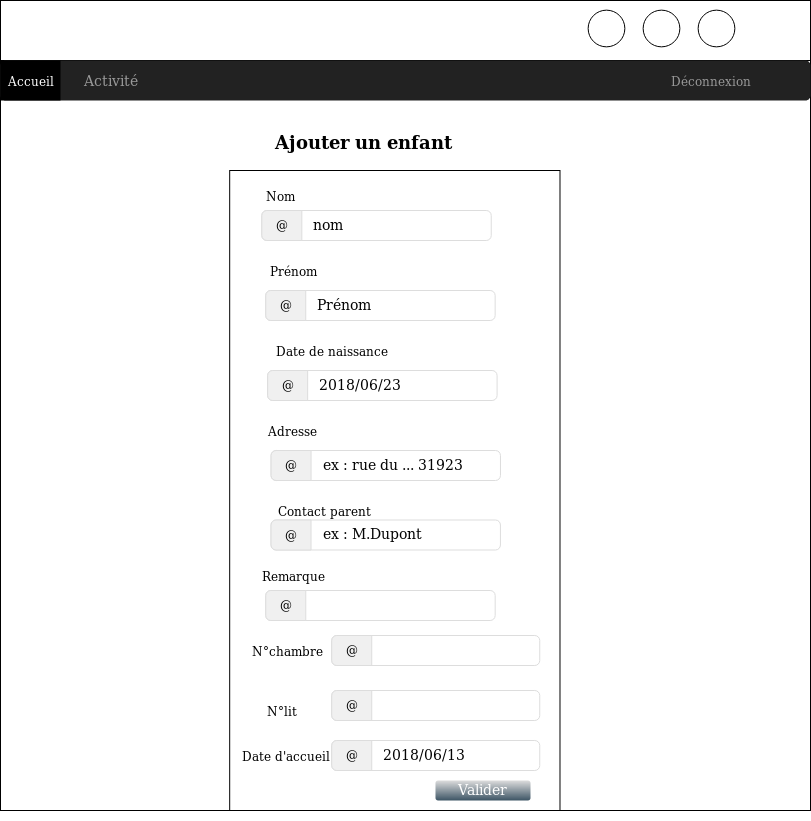 Accueil Activité Déconnexion
Ajouter un enfant
Nom
@ nom
Prénom
@ Prénom
Date de naissance
@ 2018/06/23
Adresse
@ ex : rue du ... 31923
Contact parent
@ ex : M.Dupont
Remarque
@
N°chambre @
@
N°lit
Date d'accueil @ 2018/06/13
Valider